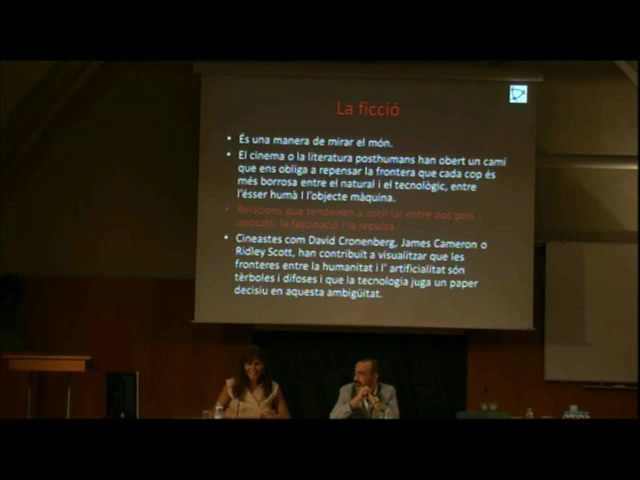 La ficció
• És una manera de mirar el món.
• El cinema o la literatura posthumans han obert un camí
que ens obliga a repensar la frontera que cada cop és
més borrosa entre el natural i el tecnològic, entre
l'ésser humà I l'objecte màquina.
• Relacions que tendeixen a oscil·lar entre dos pols
oposats: la fascinació i la repulsa.
• Cineastes com David Cronenberg, James Cameron o
Ridley Scott, han contribuït a visualitzar que les
fronteres entre la humanitat i l' artificialitat són
tèrboles i difoses i que la tecnologia juga un paper
decisiu en aquesta ambigüitat.